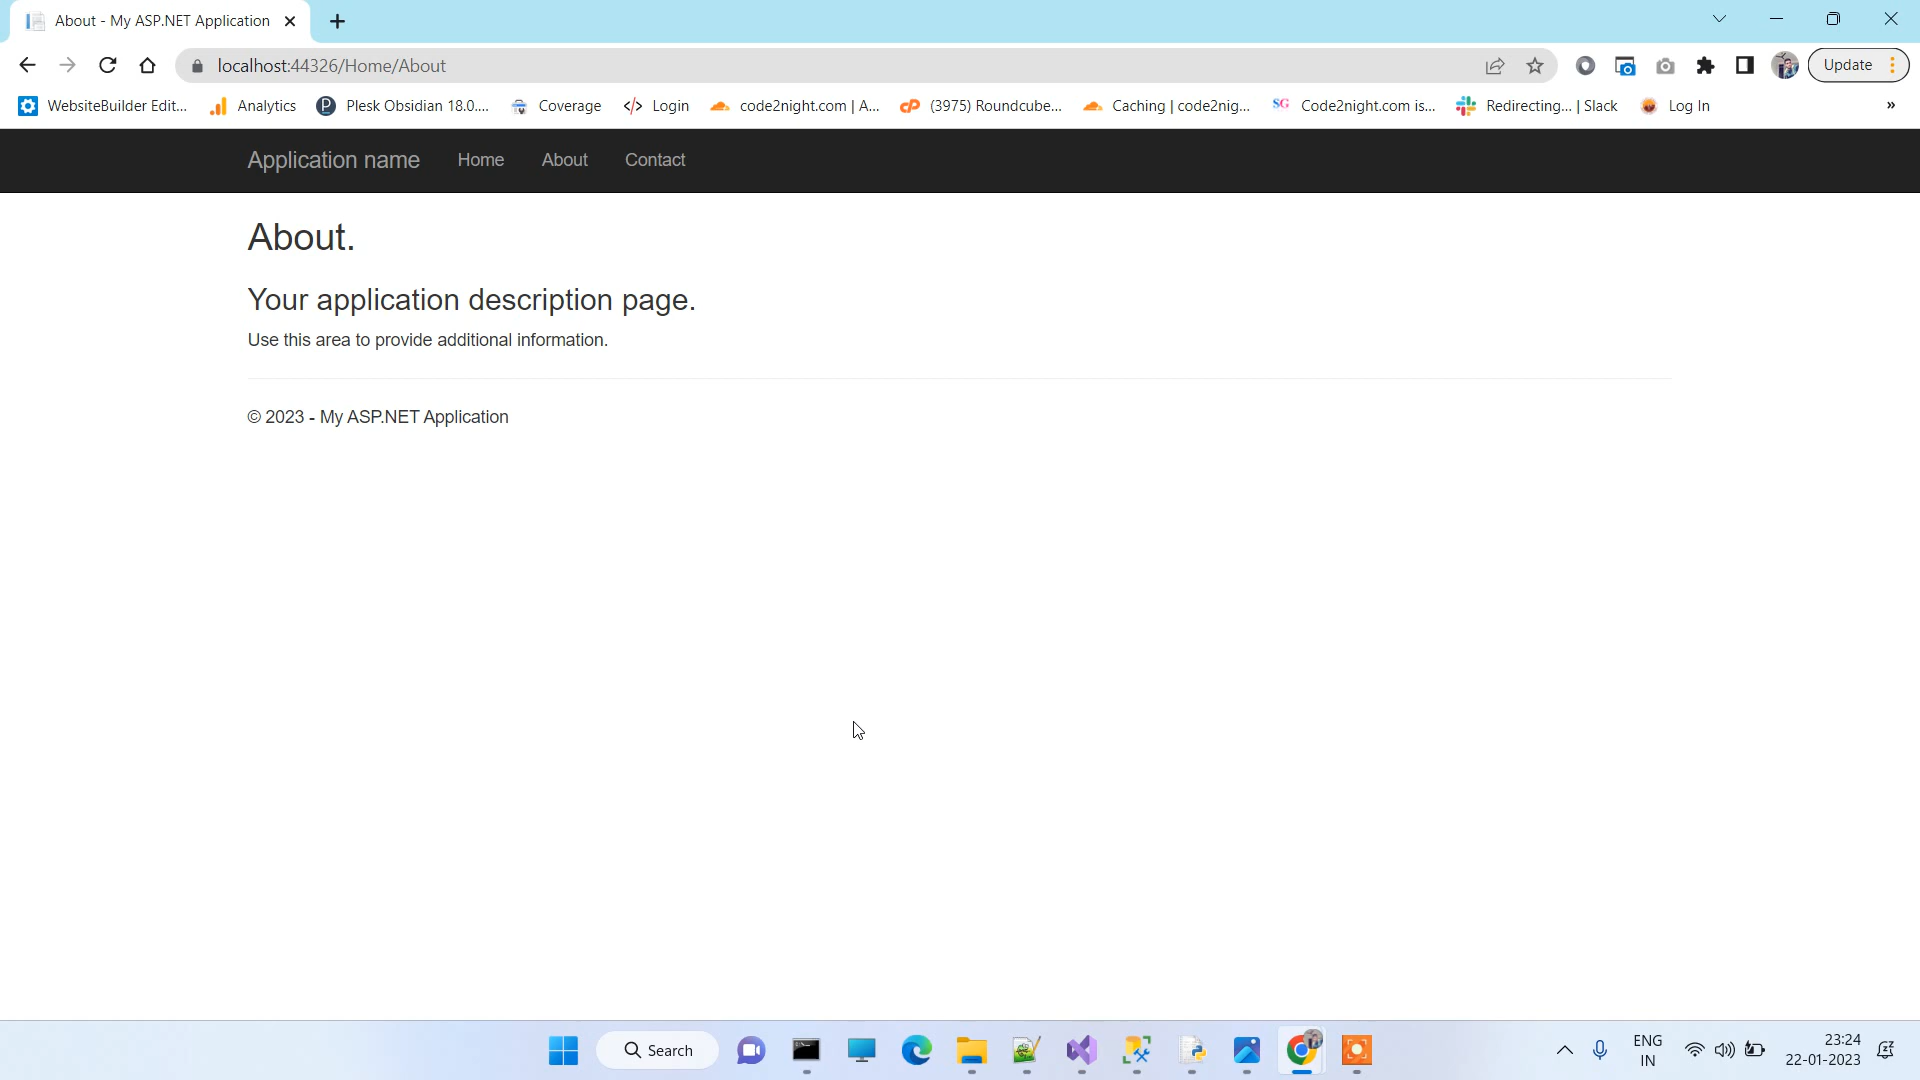 About - My ASP.NET Application
localhost:44326/Home/About
Update
WebsiteBuilder Edit...
Analytics
Plesk Obsidian 18.0....
Coverage
Login
code2night.com | A...
(3975) Roundcube...
Caching | code2nig...
SG Code2night.com is...
Redirecting... | Slack
Log In
»
Application name
Home
About
Contact
About.
Your application description page.
Use this area to provide additional information.
© 2023 - My ASP.NET Application
Search
ENG
IN
23:24
22-01-2023